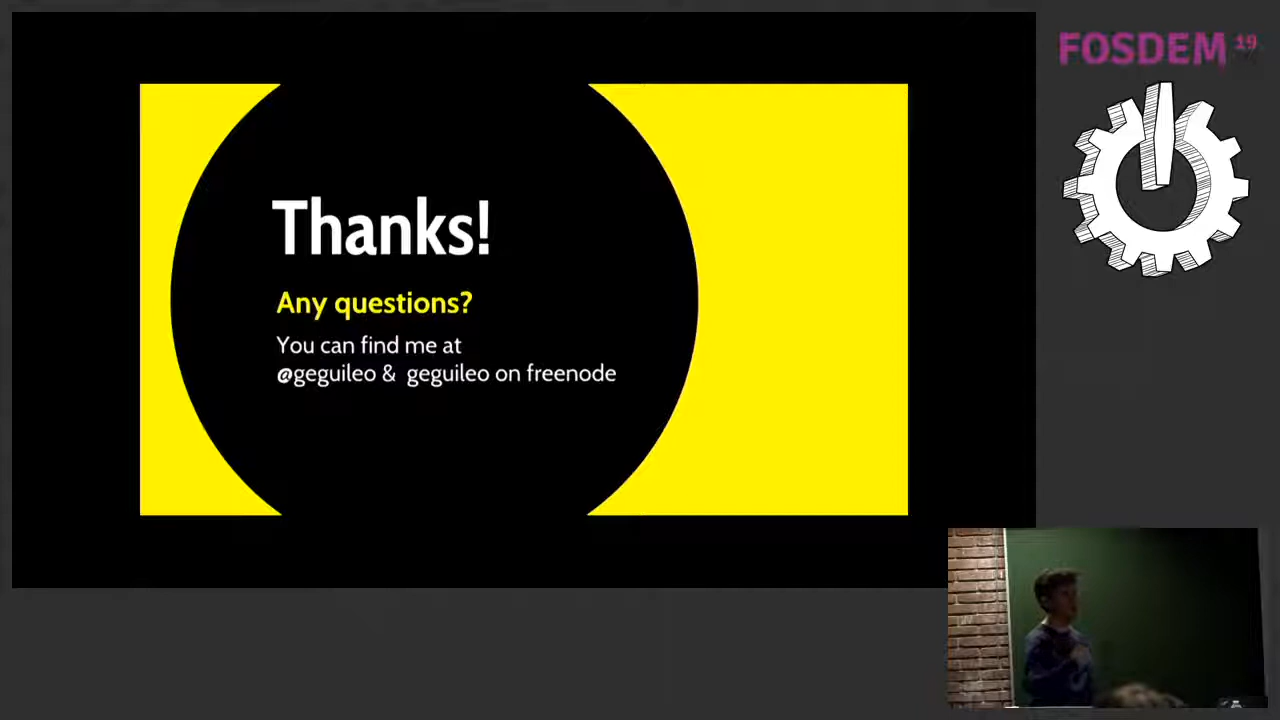 FOSDEM 19
Thanks!
Any questions?
You can find me at
@geguileo & geguileo on freenode